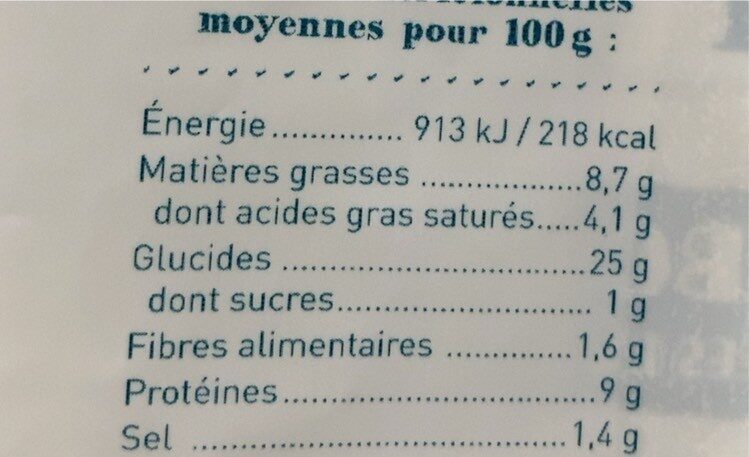 moyennes pour 100 g :
Énergie.............. 913 kJ / 218 kcal
Matières grasses ..................8,7 g
dont acides gras saturés.....4,1 g
Glucides .................................25 g
dont sucres............................ 1 g
Fibres alimentaires ..............1,6 g
Protéines..................................9 g
Sel .........................................1,4 g